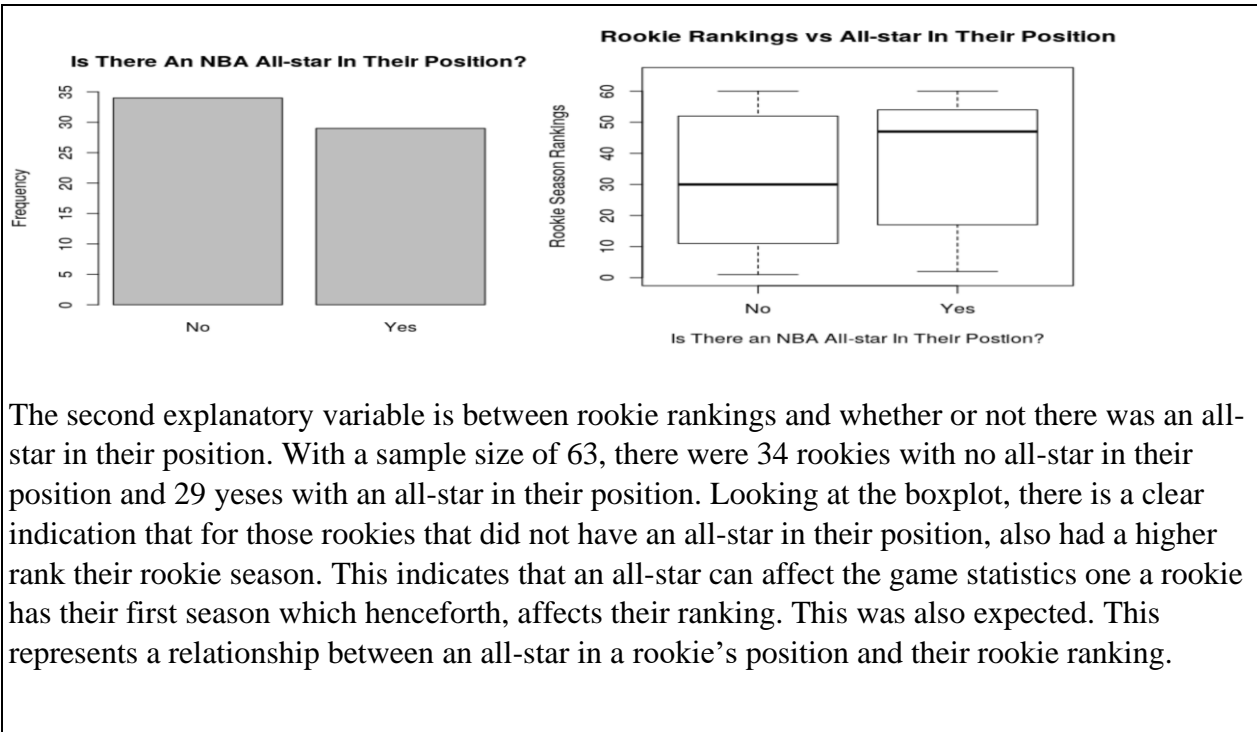 Is There An NBA All-star In Their Position?
Frequency
35
30
25
20
15
10
5
0
No
Yes
Rookie Rankings vs All-star In Their Position
Rookie Season Rankings
60
50
40
30
20
10
0
No
Yes
Is There an NBA All-star In Their Postion?
The second explanatory variable is between rookie rankings and whether or not there was an all-
star in their position. With a sample size of 63, there were 34 rookies with no all-star in their
position and 29 yeses with an all-star in their position. Looking at the boxplot, there is a clear
indication that for those rookies that did not have an all-star in their position, also had a higher
rank their rookie season. This indicates that an all-star can affect the game statistics one a rookie
has their first season which henceforth, affects their ranking. This was also expected. This
represents a relationship between an all-star in a rookie’s position and their rookie ranking.